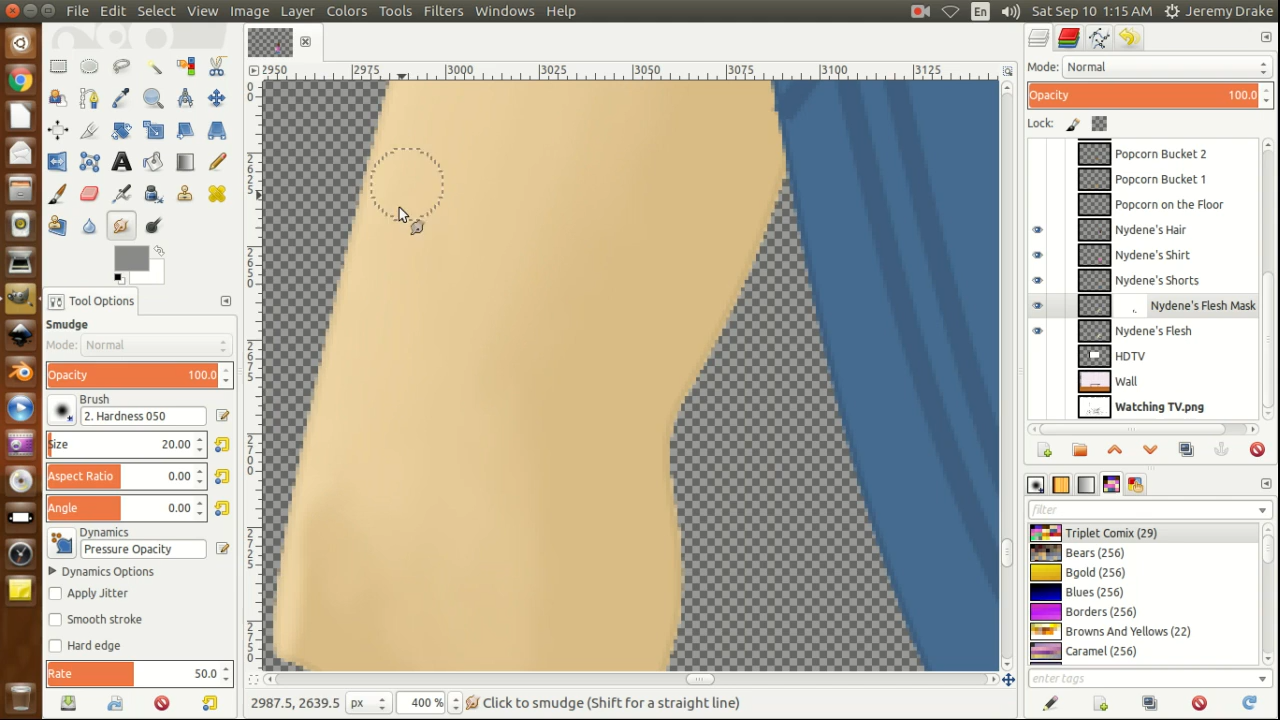 File Edit Select View Image Layer Colors Tools Filters Windows Help En Sat Sep 10 1:15 AM Jeremy Drake
Mode: Normal
Opacity 100.0
Lock:
2950 2975 3000 3025 3050 3075 3100 3125
Popcorn Bucket 2
Popcorn Bucket 1
Popcorn on the Floor
Nydene's Hair
Nydene's Shirt
Nydene's Shorts
Nydene's Flesh Mask
Nydene's Flesh
HDTV
Wall
Watching TV.png
Tool Options
Smudge
Mode: Normal
Opacity 100.0
Brush
2. Hardness 050
Size 20.00
Aspect Ratio 0.00
Angle 0.00
Dynamics
Pressure Opacity
Dynamics Options
Apply Jitter
Smooth stroke
Hard edge
Rate 50.0
filter
Triplet Comix (29)
Bears (256)
Bgold (256)
Blues (256)
Borders (256)
Browns And Yellows (22)
Caramel (256)
enter tags
2987.5, 2639.5 px 400 % Click to smudge (Shift for a straight line)